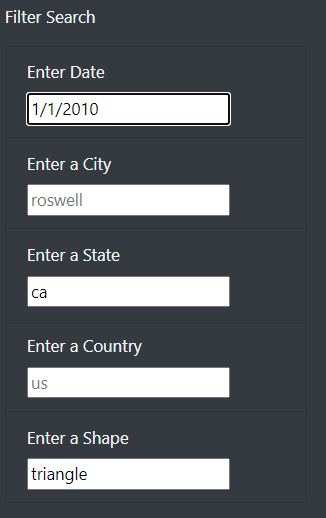 Filter Search
Enter Date
1/1/2010
Enter a City
roswell
Enter a State
ca
Enter a Country
us
Enter a Shape
triangle